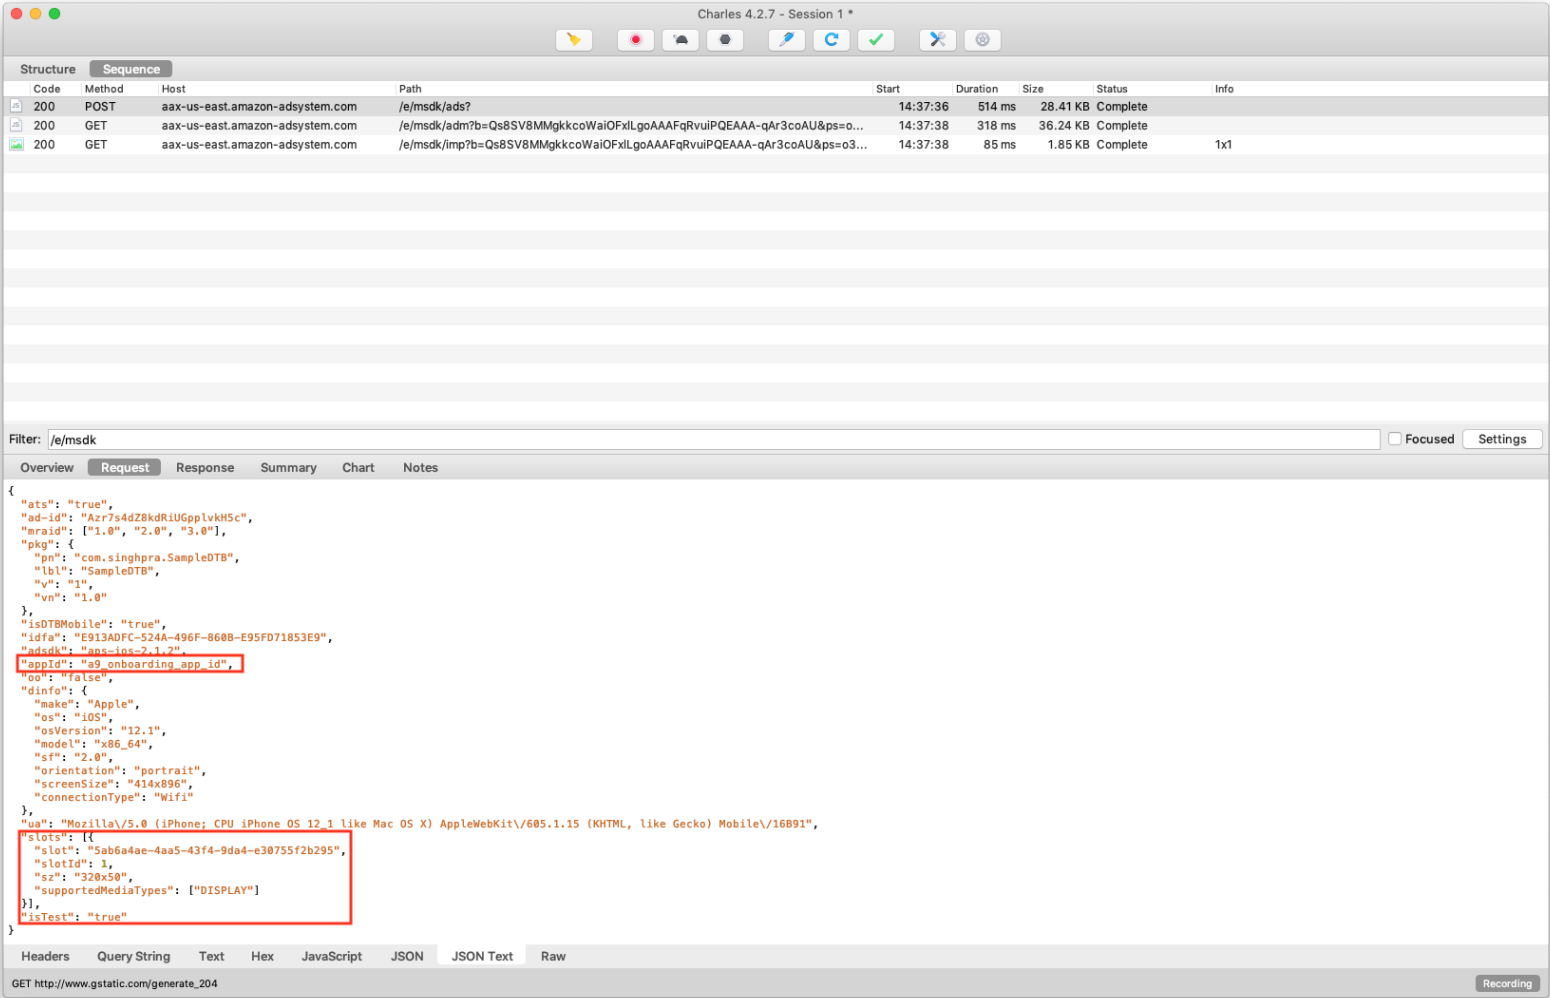 Charles 4.2.7 - Session 1 *
Structure Sequence
Code Method Host Path Start Duration Size Status Info
200 POST aax-us-east.amazon-adsystem.com /e/msdk/ads? 14:37:36 514 ms 28.41 KB Complete
200 GET aax-us-east.amazon-adsystem.com /e/msdk/adm?b=Qs8SV8MMgkkcoWaiOFxlLgoAAAFqRvuiPQEAAA-qAr3coAU&ps=o... 14:37:38 318 ms 36.24 KB Complete
200 GET aax-us-east.amazon-adsystem.com /e/msdk/imp?b=Qs8SV8MMgkkcoWaiOFxlLgoAAAFqRvuiPQEAAA-qAr3coAU&ps=o3... 14:37:38 85 ms 1.85 KB Complete 1x1
Filter: /e/msdk Focused Settings
Overview Request Response Summary Chart Notes
{
"ats": "true",
"ad-id": "Azr7s4dZ8kdRiUGpplvkH5c",
"mraid": ["1.0", "2.0", "3.0"],
"pkg": {
"pn": "com.singhpra.SampleDTB",
"lbl": "SampleDTB",
"v": "1",
"vn": "1.0"
},
"isDTBMobile": "true",
"idfa": "E913ADFC-524A-496F-860B-E95FD71853E9",
"adsdk": "aps-ios-2.1.2",
"appId": "a9_onboarding_app_id",
"oo": "false",
"dinfo": {
"make": "Apple",
"os": "iOS",
"osVersion": "12.1",
"model": "x86_64",
"sf": "2.0",
"orientation": "portrait",
"screenSize": "414x896",
"connectionType": "Wifi"
},
"ua": "Mozilla\/5.0 (iPhone; CPU iPhone OS 12_1 like Mac OS X) AppleWebKit\/605.1.15 (KHTML, like Gecko) Mobile\/16B91",
"slots": [{
"slot": "5ab6a4ae-4aa5-43f4-9da4-e30755f2b295",
"slotId": 1,
"sz": "320x50",
"supportedMediaTypes": ["DISPLAY"]
}],
"isTest": "true"
}
Headers Query String Text Hex JavaScript JSON JSON Text Raw
GET http://www.gstatic.com/generate_204 Recording